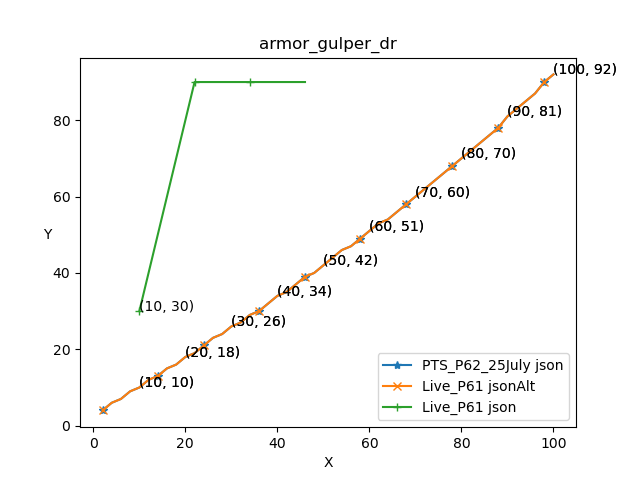 armor_gulper_dr
(100, 92)
(90, 81)
80
(80, 70)
60
(70, 60)
(60, 51)
Y
(50, 42)
40
(40, 34)
(10, 30)
(30, 26)
20
(20, 18)
PTS_P62_25July json
(10, 10)
Live_P61 jsonAlt
Live_P61 json
0
0 20 40 60 80 100
X